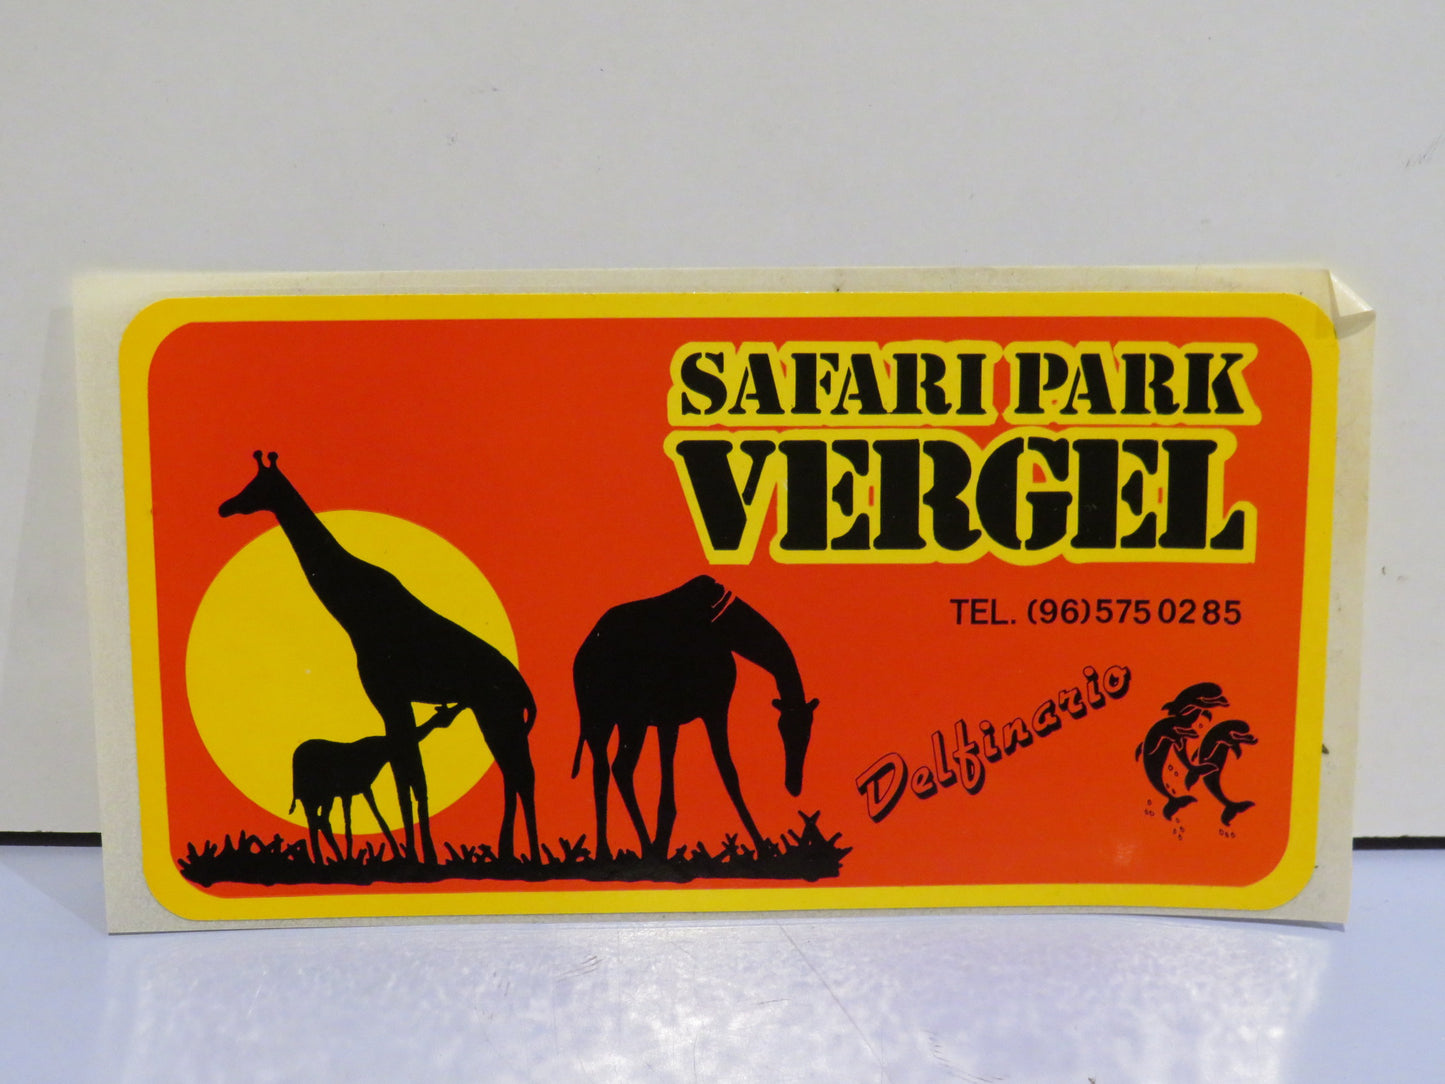 SAFARI PARK
VERGEL
TEL. (96) 575 02 85
Delfinario